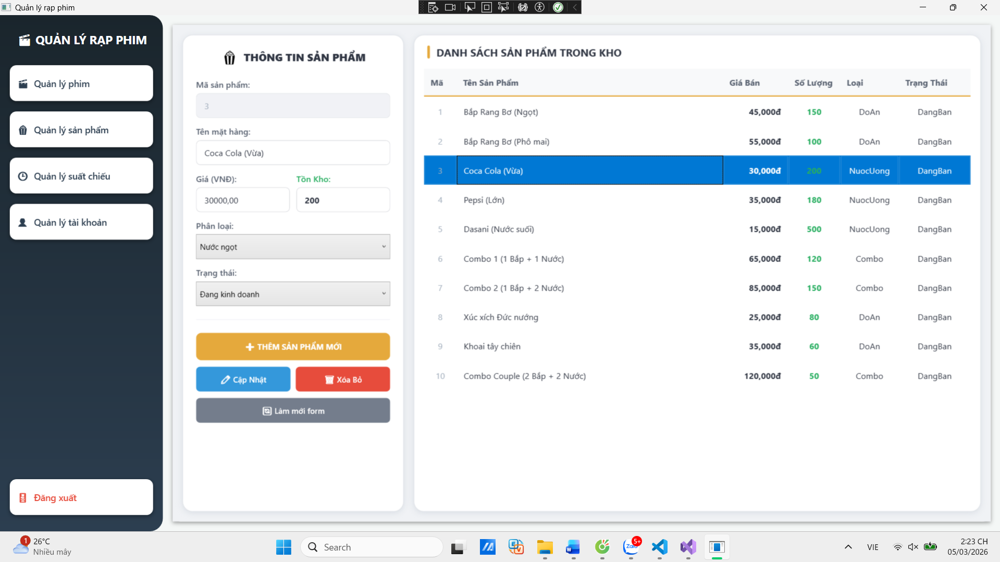 Quản lý rạp phim
QUẢN LÝ RẠP PHIM
Quản lý phim
Quản lý sản phẩm
Quản lý suất chiếu
Quản lý tài khoản
Đăng xuất
THÔNG TIN SẢN PHẨM
Mã sản phẩm:
3
Tên mặt hàng:
Coca Cola (Vừa)
Giá (VNĐ): Tồn Kho:
30000,00 200
Phân loại:
Nước ngọt
Trạng thái:
Đang kinh doanh
THÊM SẢN PHẨM MỚI
Cập Nhật Xóa Bỏ
Làm mới form
DANH SÁCH SẢN PHẨM TRONG KHO
Mã Tên Sản Phẩm Giá Bán Số Lượng Loại Trạng Thái
1 Bắp Rang Bơ (Ngọt) 45,000đ 150 DoAn DangBan
2 Bắp Rang Bơ (Phô mai) 55,000đ 100 DoAn DangBan
3 Coca Cola (Vừa) 30,000đ 200 NuocUong DangBan
4 Pepsi (Lớn) 35,000đ 180 NuocUong DangBan
5 Dasani (Nước suối) 15,000đ 500 NuocUong DangBan
6 Combo 1 (1 Bắp + 1 Nước) 65,000đ 120 Combo DangBan
7 Combo 2 (1 Bắp + 2 Nước) 85,000đ 150 Combo DangBan
8 Xúc xích Đức nướng 25,000đ 80 DoAn DangBan
9 Khoai tây chiên 35,000đ 60 DoAn DangBan
10 Combo Couple (2 Bắp + 2 Nước) 120,000đ 50 Combo DangBan
1
26°C
Nhiều mây
Search
E V
W
Zalo
5+
VIE
2:23 CH
05/03/2026